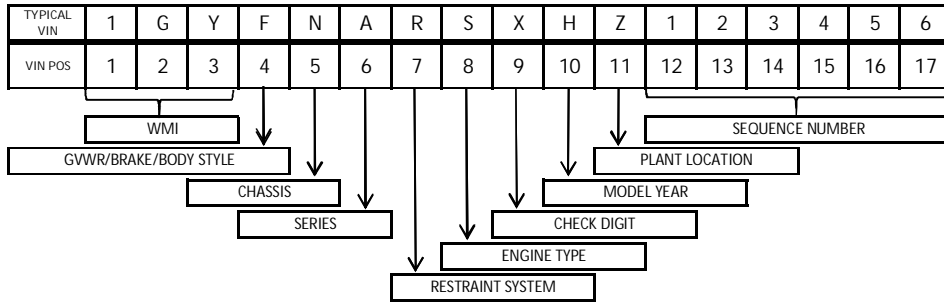 TYPICAL VIN 1 G Y F N A R S X H Z 1 2 3 4 5 6
VIN POS 1 2 3 4 5 6 7 8 9 10 11 12 13 14 15 16 17
WMI SEQUENCE NUMBER
GVWR/BRAKE/BODY STYLE PLANT LOCATION
CHASSIS MODEL YEAR
SERIES CHECK DIGIT
ENGINE TYPE
RESTRAINT SYSTEM